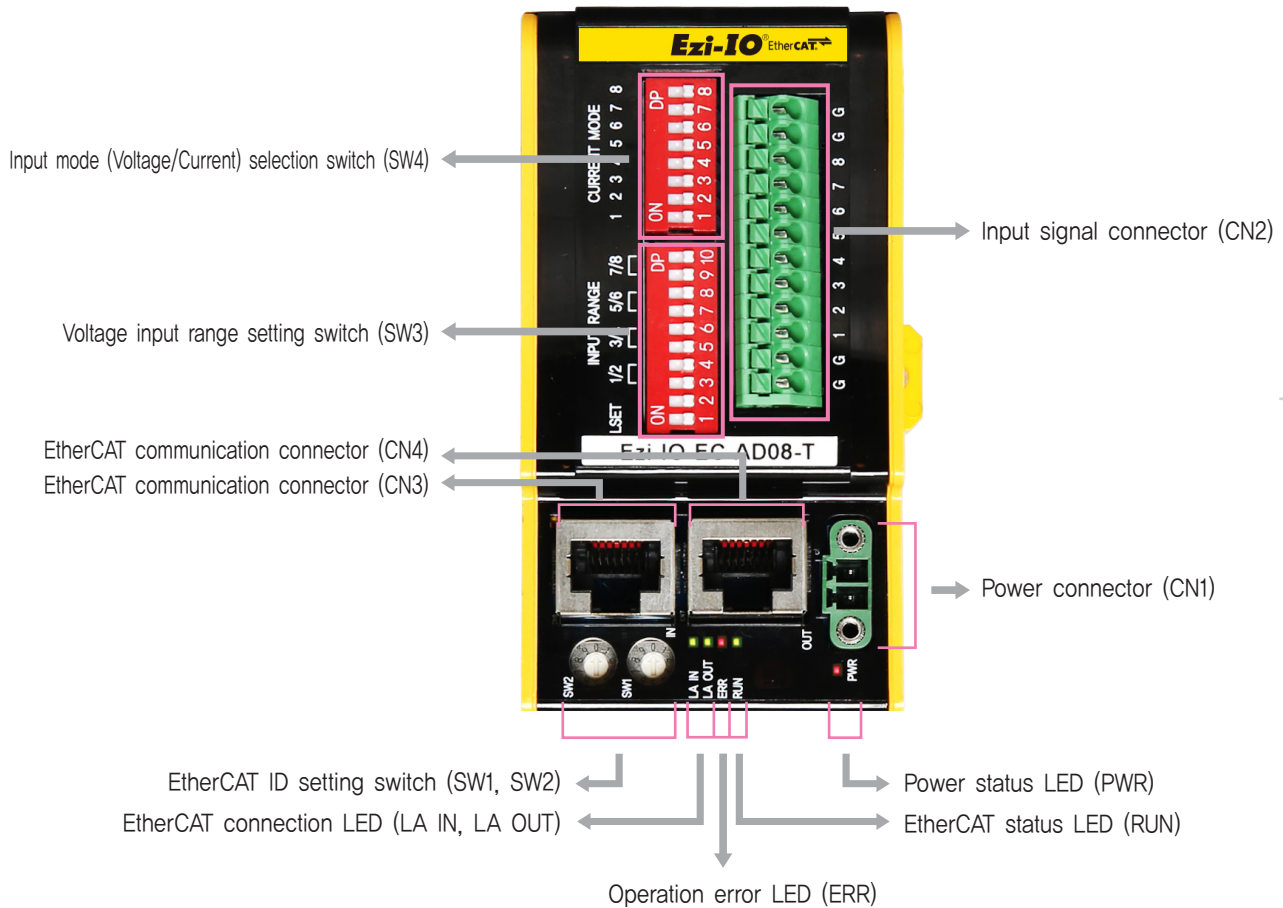 Ezi-IO® EtherCAT
CURRENT MODE
1 2 3 4 5 6 7 8
DP
ON
1 2 3 4 5 6 7 8
G G 1 2 3 4 5 6 7 8 G G
Input mode (Voltage/Current) selection switch (SW4)
Input signal connector (CN2)
INPUT RANGE
LSET 1/2 3/4 5/6 7/8
DP
ON
1 2 3 4 5 6 7 8 9 10
Voltage input range setting switch (SW3)
Ezi-IO EC AD08-T
EtherCAT communication connector (CN4)
EtherCAT communication connector (CN3)
Power connector (CN1)
IN
OUT
SW2
SW1
LA IN
LA OUT
ERR
RUN
PWR
EtherCAT ID setting switch (SW1, SW2)
Power status LED (PWR)
EtherCAT connection LED (LA IN, LA OUT)
EtherCAT status LED (RUN)
Operation error LED (ERR)